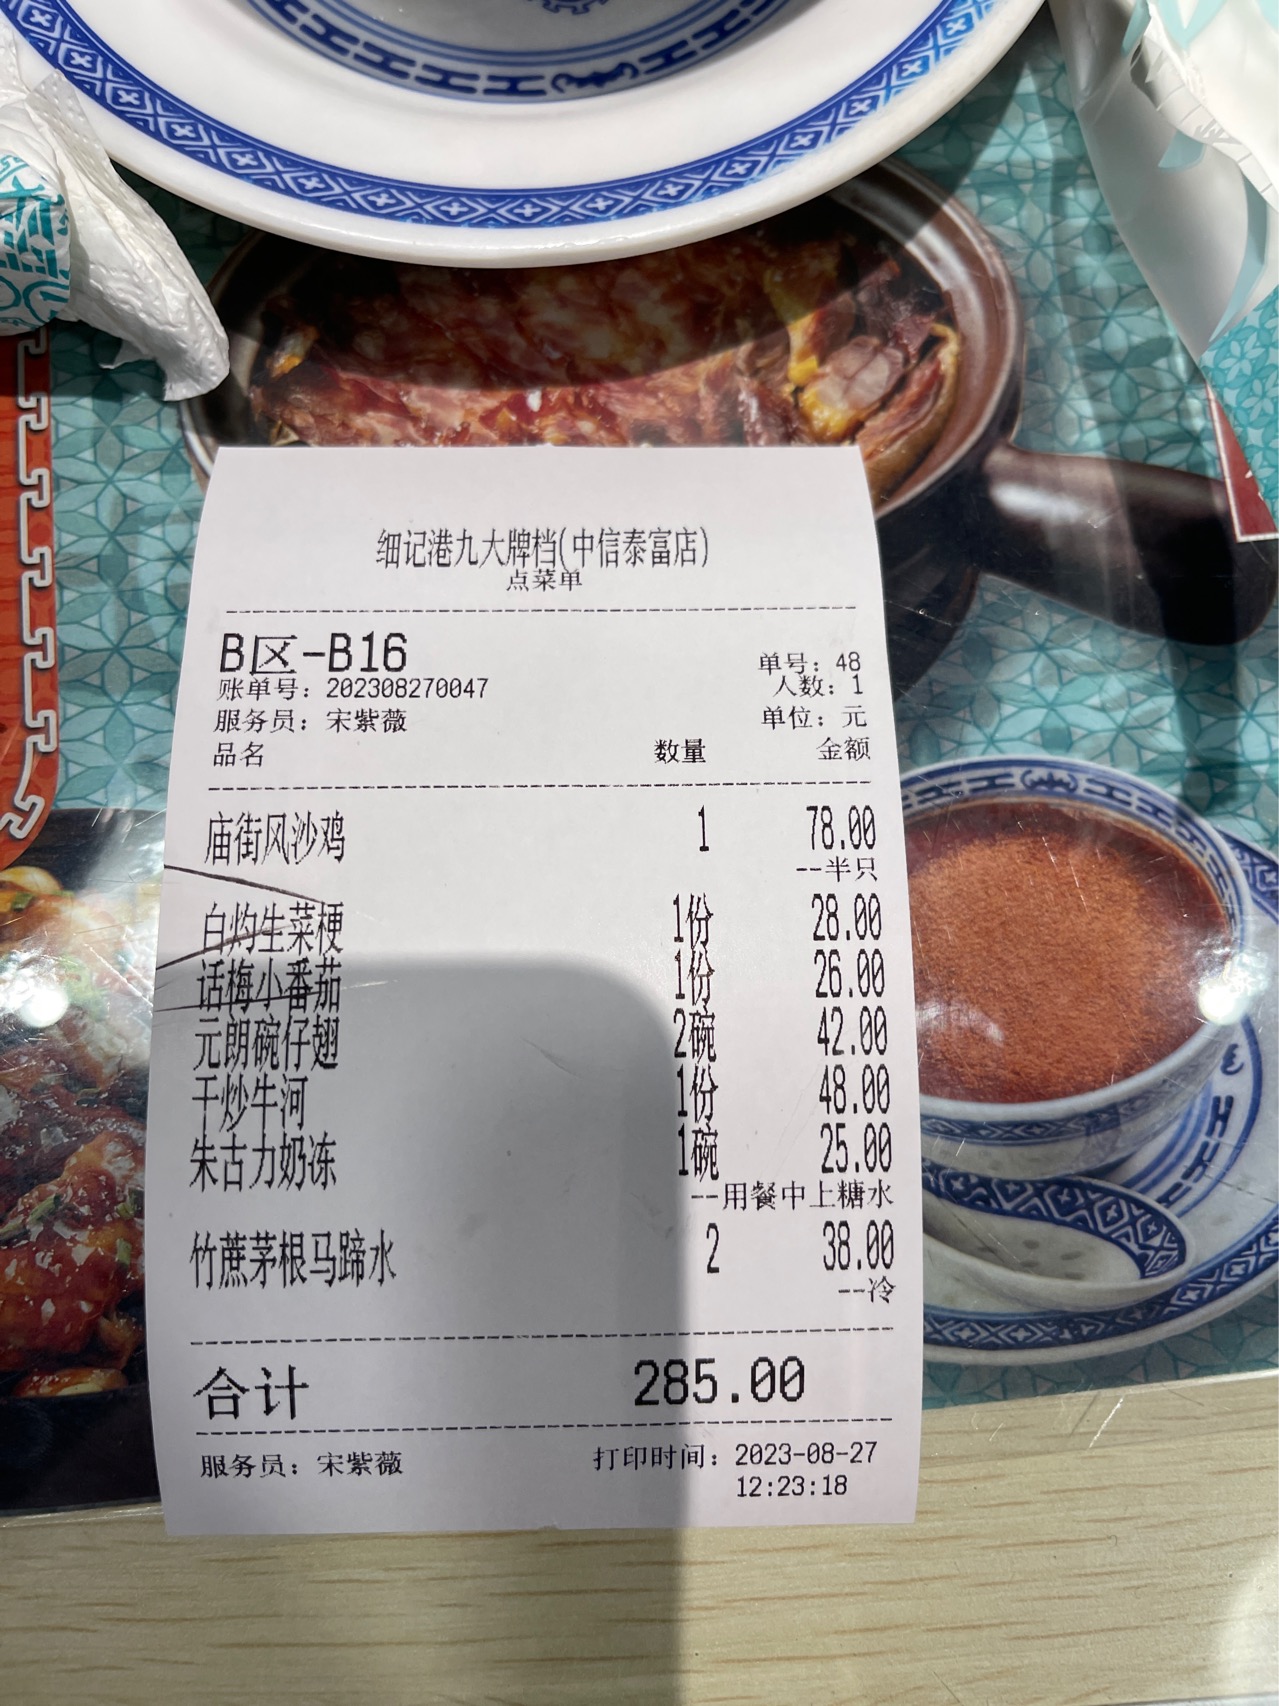 细记港九大牌档(中信泰富店)
点菜单
B区-B16
单号：48
账单号：202308270047
人数：1
服务员：宋紫薇
单位：元
品名 数量 金额
庙街风沙鸡 1 78.00
--半只
白灼生菜梗 1份 28.00
话梅小番茄 1份 26.00
元朗碗仔翅 2碗 42.00
干炒牛河 1份 48.00
朱古力奶冻 1碗 25.00
--用餐中上糖水
竹蔗茅根马蹄水 2 38.00
--冷
合计 285.00
服务员：宋紫薇 打印时间：2023-08-27
12:23:18